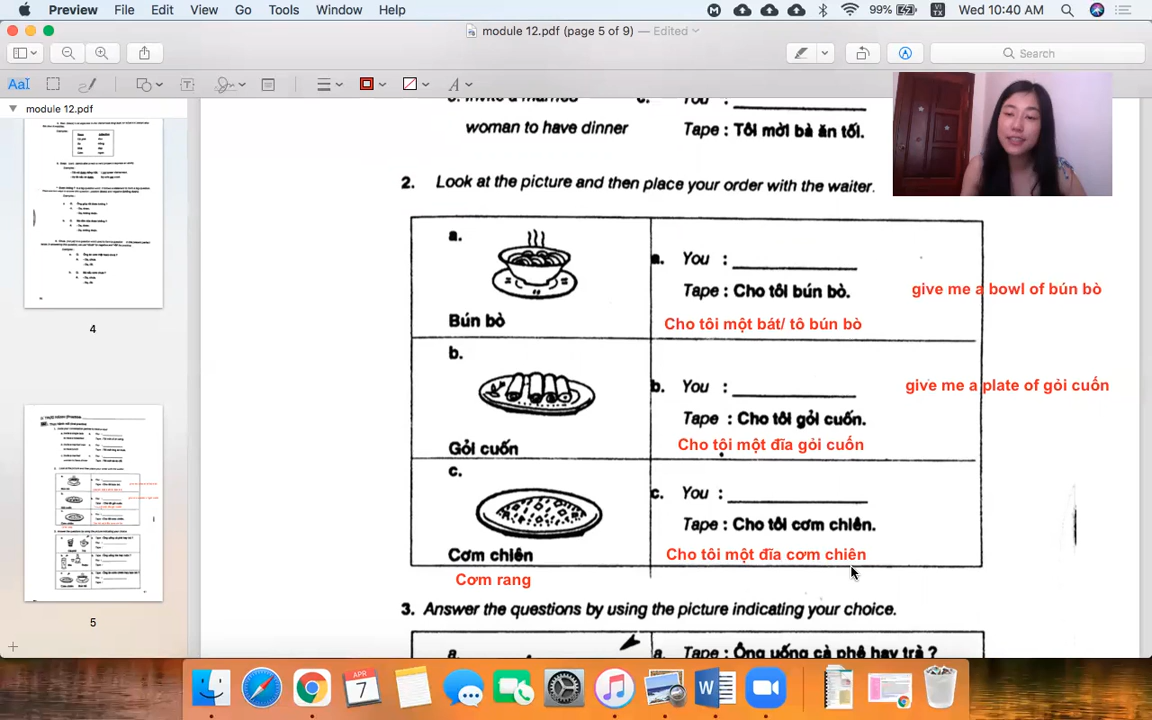 Preview File Edit View Go Tools Window Help
99% VI TX Wed 10:40 AM
module 12.pdf (page 5 of 9) — Edited
Search
AaI T A
module 12.pdf
4
5
woman to have dinner
Tape : Tôi mời bà ăn tối.
2. Look at the picture and then place your order with the waiter.
a.
Bún bò
a. You :
Tape : Cho tôi bún bò.
Cho tôi một bát/ tô bún bò
give me a bowl of bún bò
b.
Gỏi cuốn
b. You :
Tape : Cho tôi gỏi cuốn.
Cho tôi một đĩa gỏi cuốn
give me a plate of gỏi cuốn
c.
Cơm chiên
Cơm rang
c. You :
Tape : Cho tôi cơm chiên.
Cho tôi một đĩa cơm chiên
3. Answer the questions by using the picture indicating your choice.
a.
a. Tape : Ông uống cà phê hay trà ?
APR
7